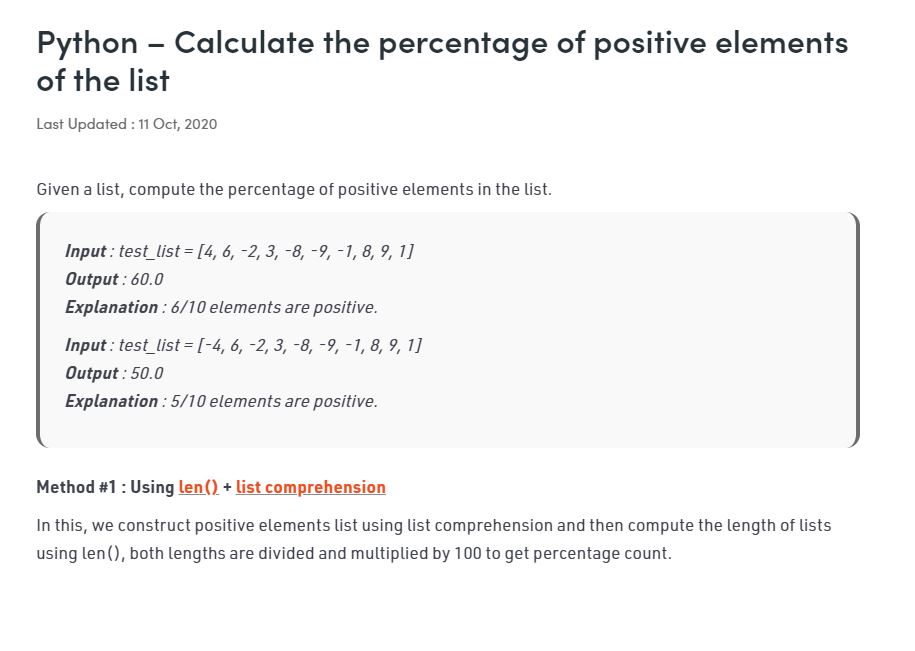 Python – Calculate the percentage of positive elements
of the list
Last Updated : 11 Oct, 2020
Given a list, compute the percentage of positive elements in the list.
Input : test_list = [4, 6, -2, 3, -8, -9, -1, 8, 9, 1]
Output : 60.0
Explanation : 6/10 elements are positive.
Input : test_list = [-4, 6, -2, 3, -8, -9, -1, 8, 9, 1]
Output : 50.0
Explanation : 5/10 elements are positive.
Method #1 : Using len() + list comprehension
In this, we construct positive elements list using list comprehension and then compute the length of lists
using len(), both lengths are divided and multiplied by 100 to get percentage count.